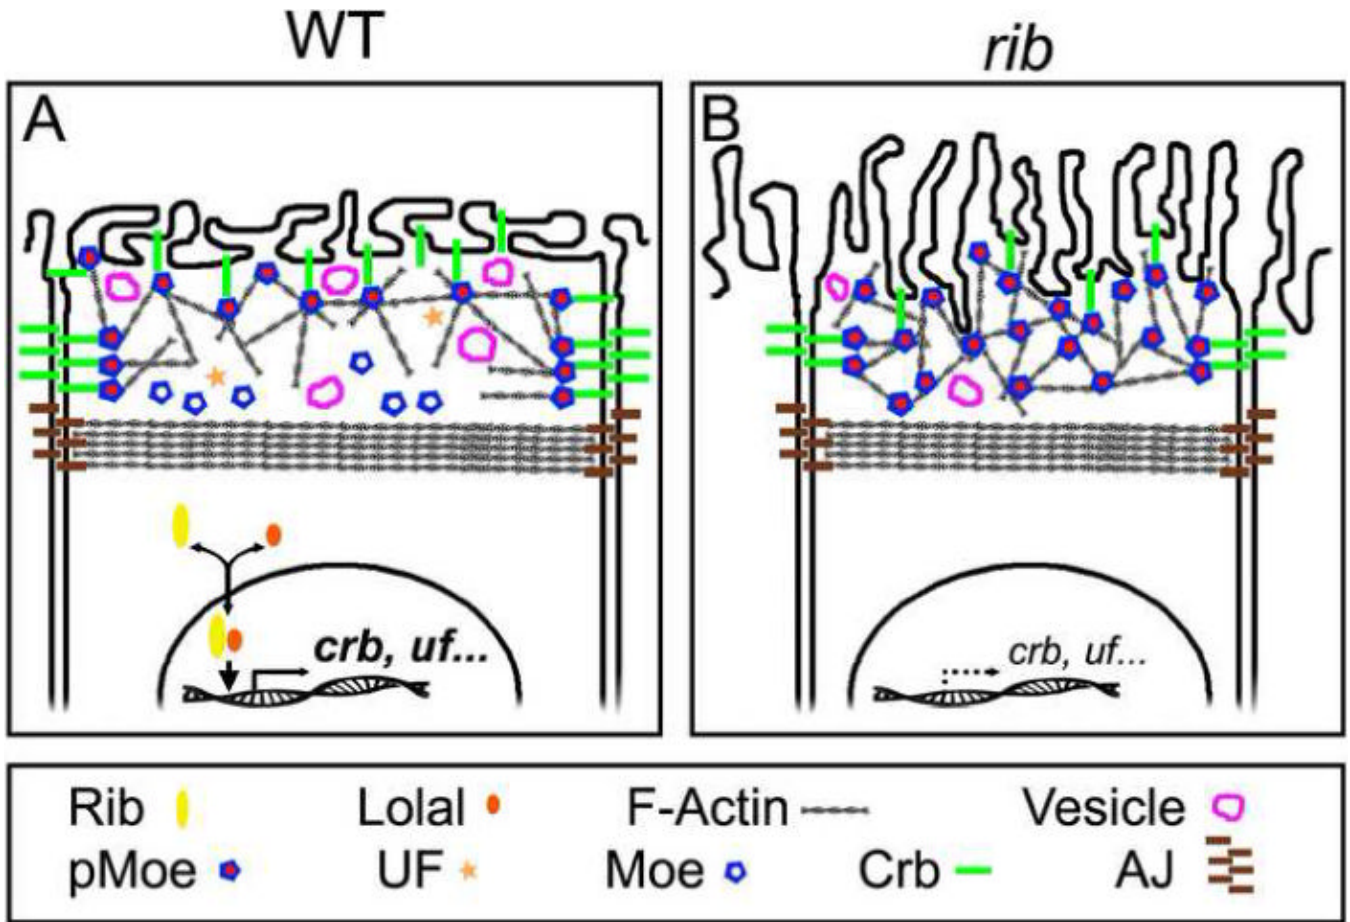 WT
rib
A
B
crb, uf...
crb, uf...
Rib
Lolal
F-Actin
Vesicle
pMoe
UF
Moe
Crb
AJ